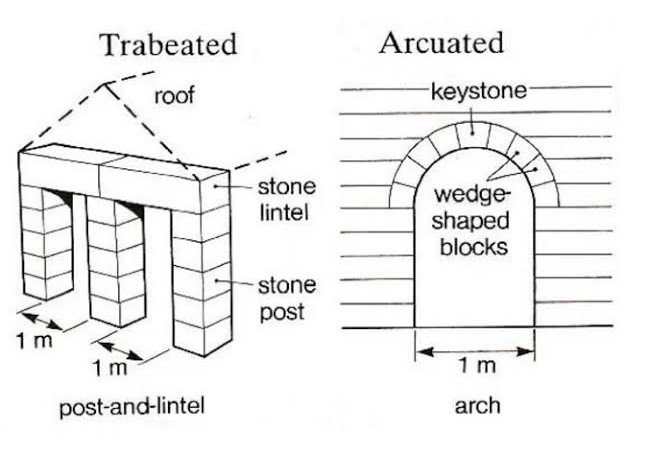 Trabeated
roof
stone
lintel
stone
post
1 m
1 m
post-and-lintel
Arcuated
keystone
wedge-
shaped
blocks
1 m
arch